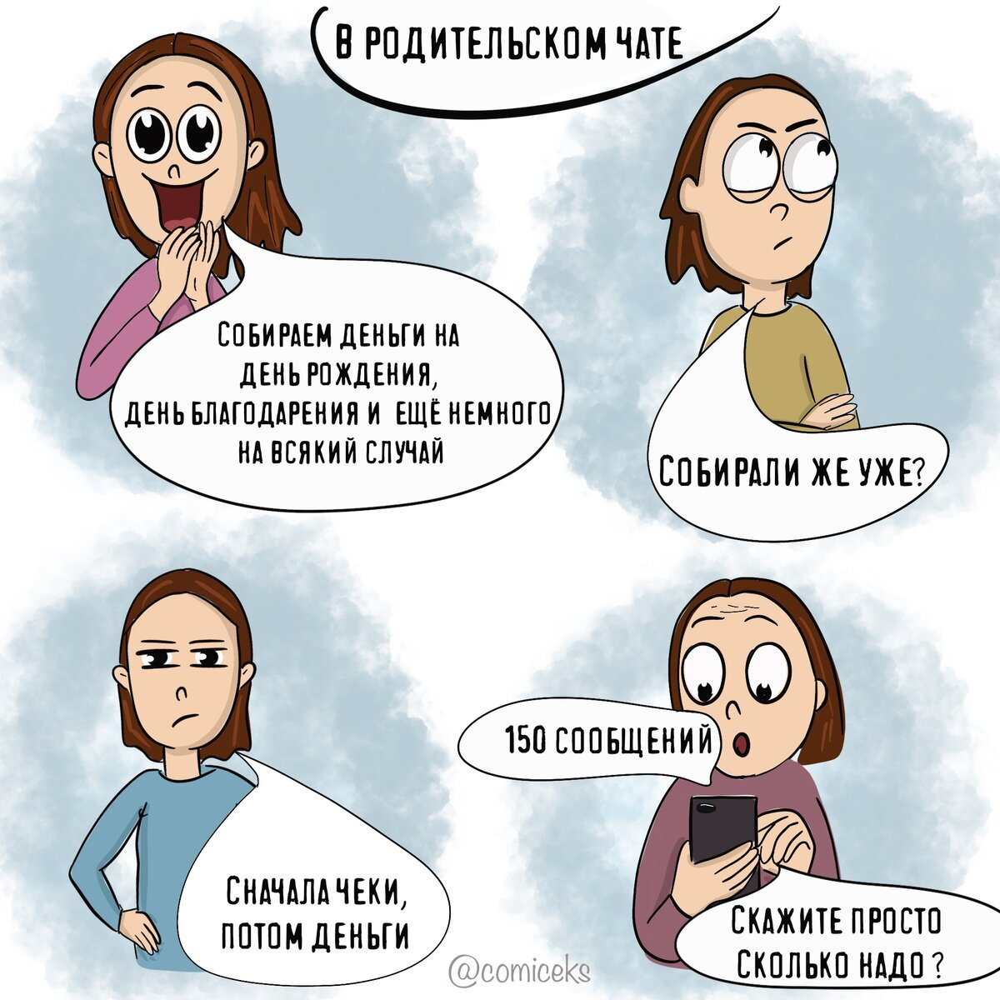 В РОДИТЕЛЬСКОМ ЧАТЕ
СОБИРАЕМ ДЕНЬГИ НА
ДЕНЬ РОЖДЕНИЯ,
ДЕНЬ БЛАГОДАРЕНИЯ И ЕЩЁ НЕМНОГО
НА ВСЯКИЙ СЛУЧАЙ
СОБИРАЛИ ЖЕ УЖЕ?
СНАЧАЛА ЧЕКИ,
ПОТОМ ДЕНЬГИ
150 СООБЩЕНИЙ
СКАЖИТЕ ПРОСТО
СКОЛЬКО НАДО ?
@comiceks